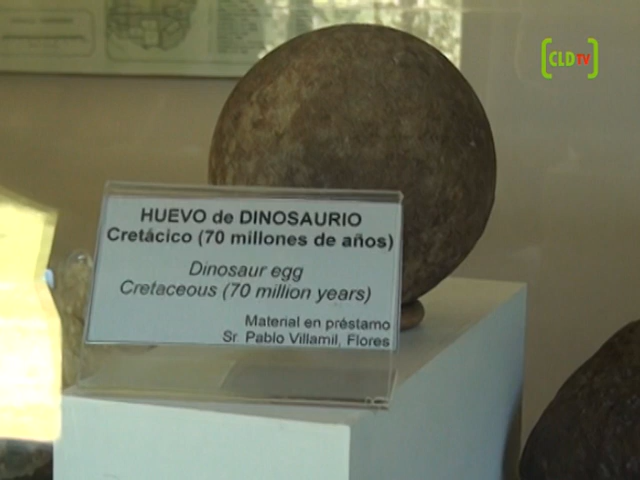 CLD TV
HUEVO de DINOSAURIO
Cretácico (70 millones de años)
Dinosaur egg
Cretaceous (70 million years)
Material en préstamo
Sr. Pablo Villamil, Flores